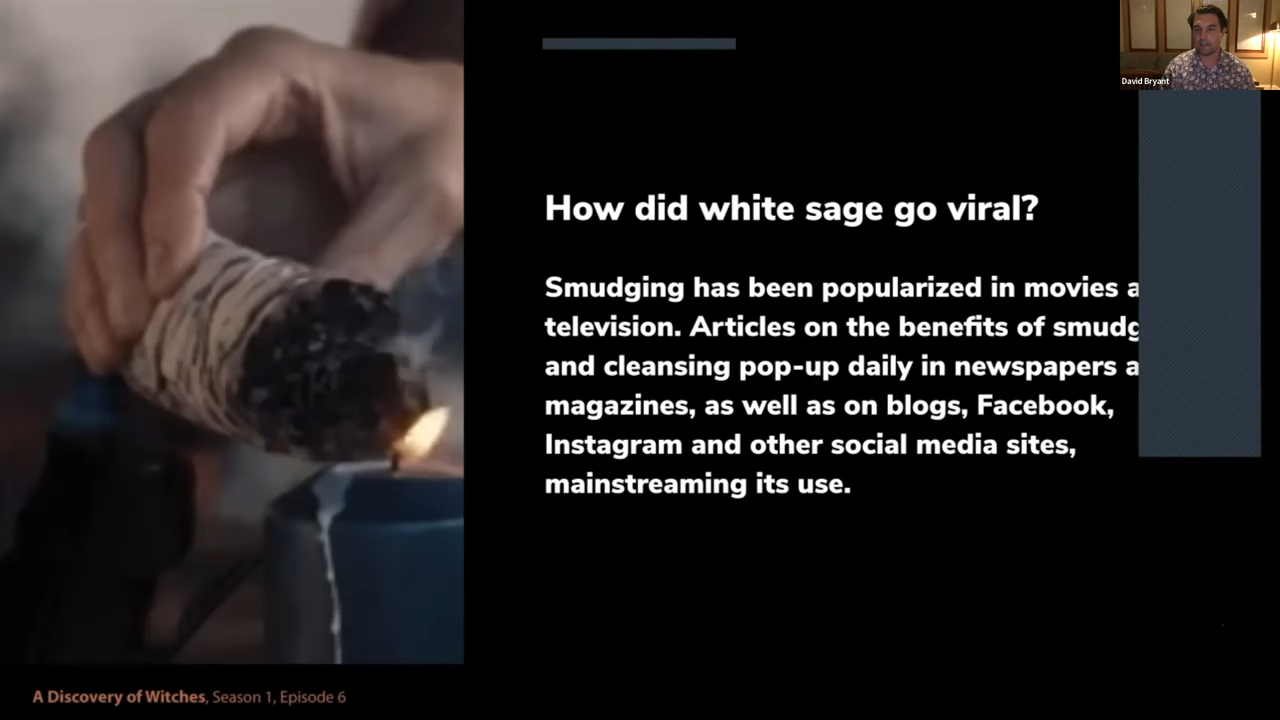 David Bryant
How did white sage go viral?
Smudging has been popularized in movies a
television. Articles on the benefits of smudg
and cleansing pop-up daily in newspapers a
magazines, as well as on blogs, Facebook,
Instagram and other social media sites,
mainstreaming its use.
A Discovery of Witches, Season 1, Episode 6